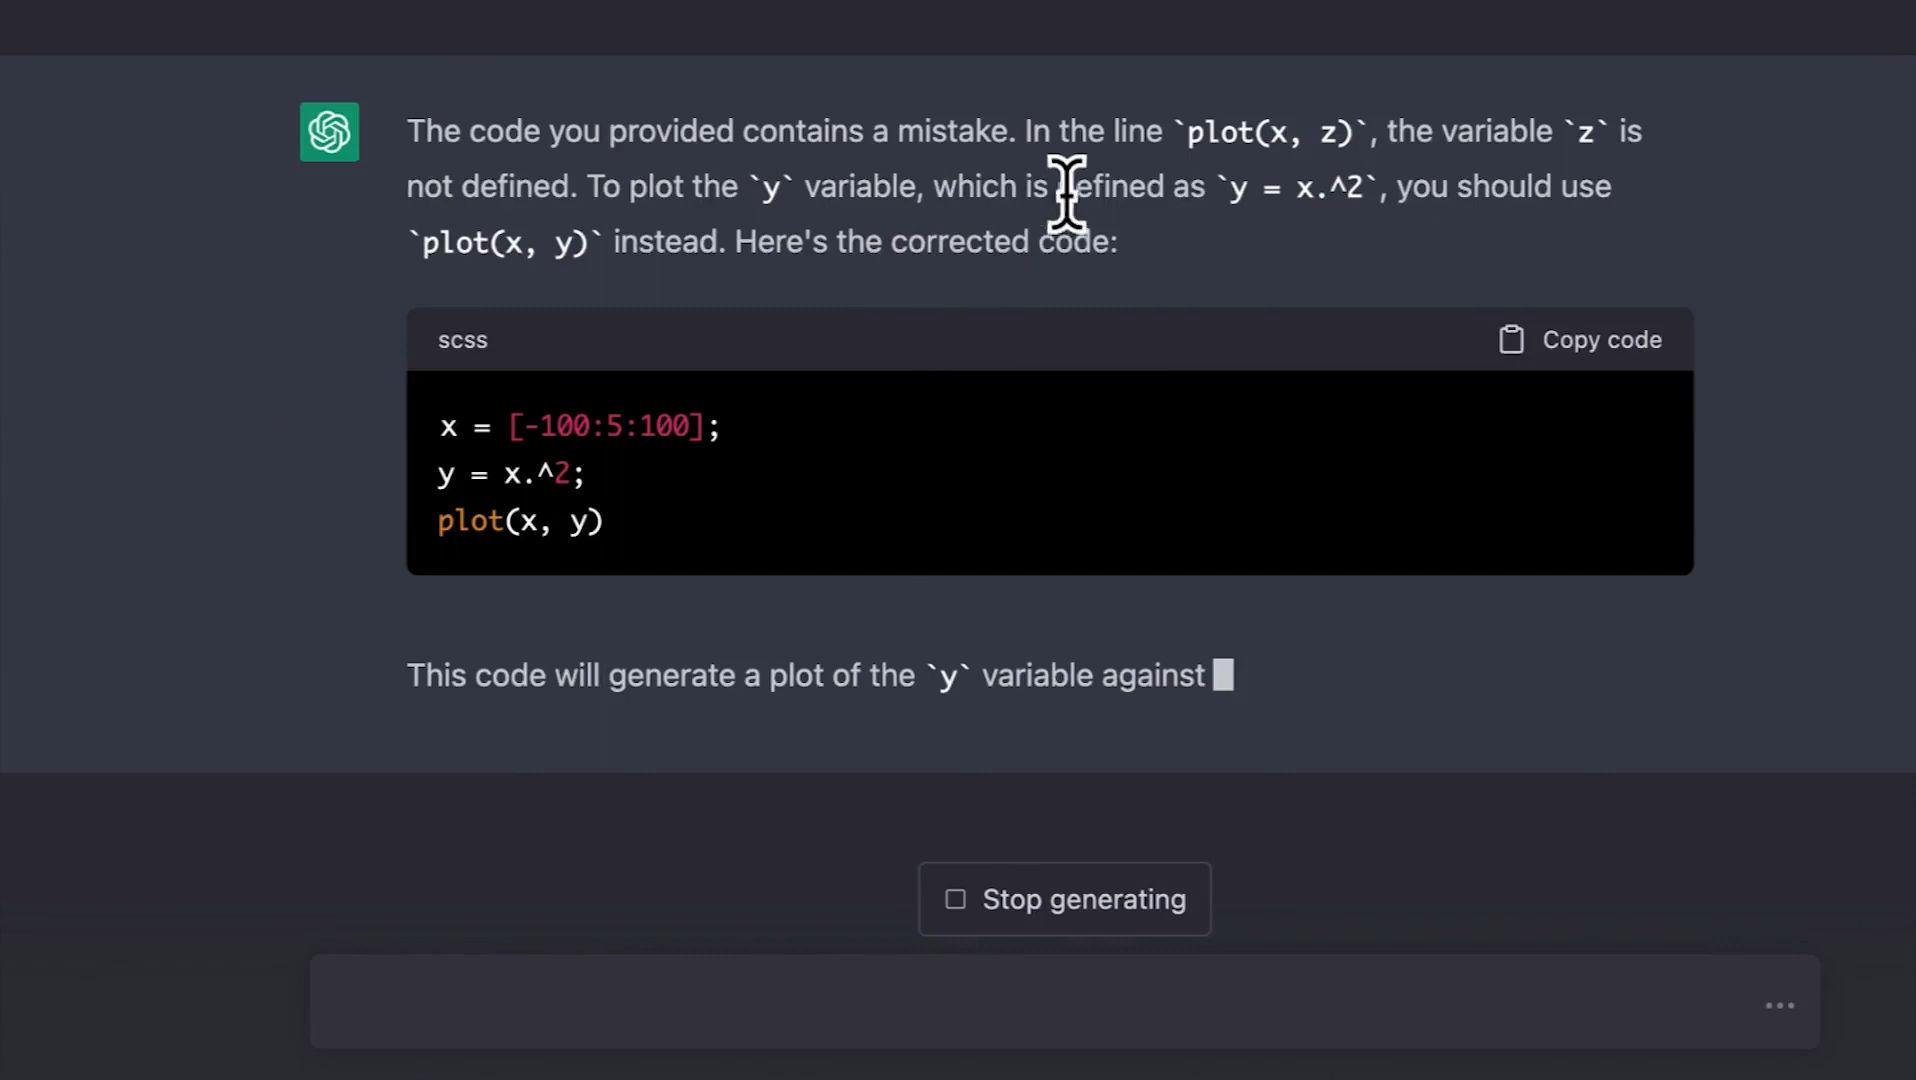 The code you provided contains a mistake. In the line `plot(x, z)`, the variable `z` is
not defined. To plot the `y` variable, which is defined as `y = x.^2`, you should use
`plot(x, y)` instead. Here's the corrected code:
scss
Copy code
x = [-100:5:100];
y = x.^2;
plot(x, y)
This code will generate a plot of the `y` variable against
Stop generating